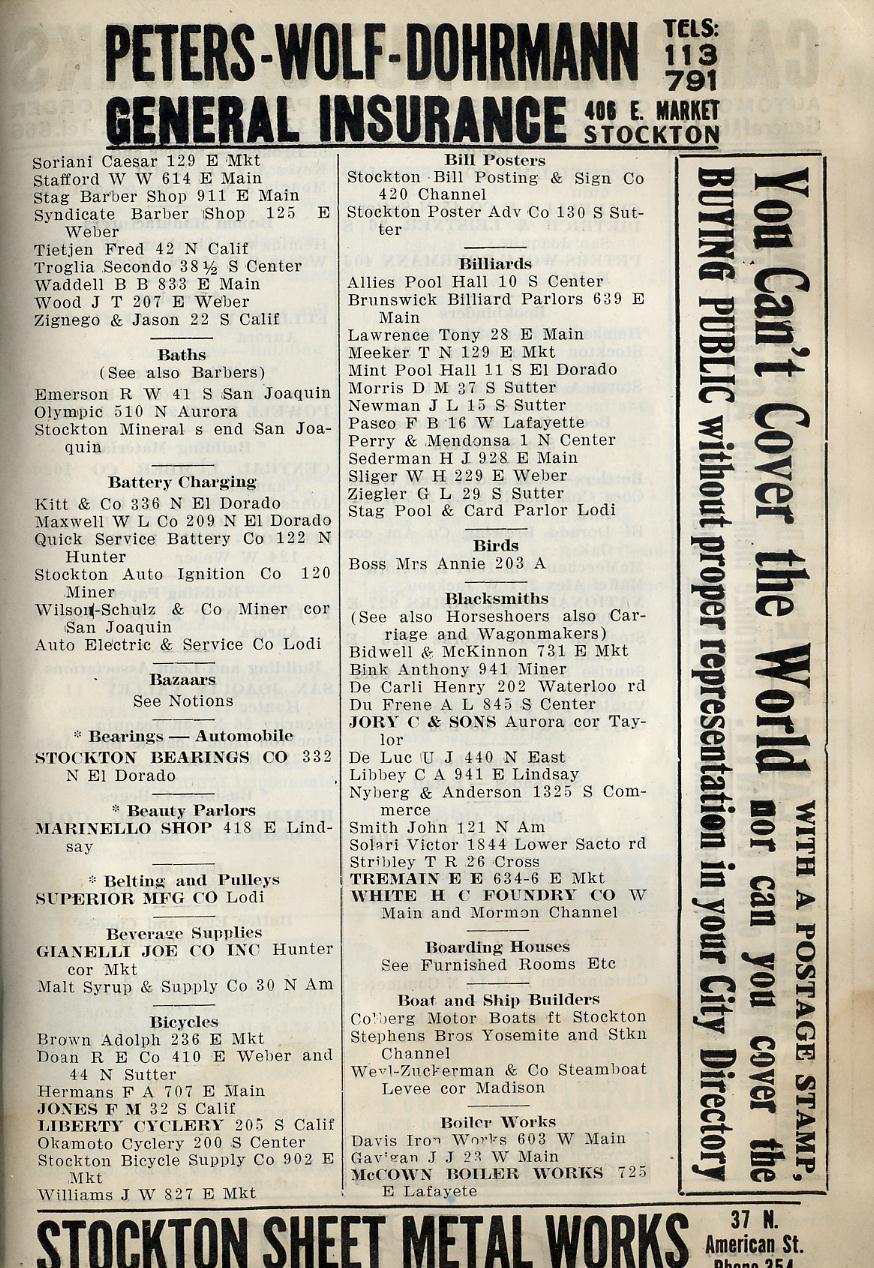 PETERS-WOLF-DOHRMANN
TELS:
113
791
GENERAL INSURANCE
406 E. MARKET
STOCKTON
Soriani Caesar 129 E Mkt
Stafford W W 614 E Main
Stag Barber Shop 911 E Main
Syndicate Barber Shop 125 E
Weber
Tietjen Fred 42 N Calif
Troglia Secondo 38½ S Center
Waddell B B 833 E Main
Wood J T 207 E Weber
Zignego & Jason 22 S Calif
Baths
(See also Barbers)
Emerson R W 41 S San Joaquin
Olympic 510 N Aurora
Stockton Mineral s end San Joa-
quin
Battery Charging
Kitt & Co 336 N El Dorado
Maxwell W L Co 209 N El Dorado
Quick Service Battery Co 122 N
Hunter
Stockton Auto Ignition Co 120
Miner
Wilson-Schulz & Co Miner cor
San Joaquin
Auto Electric & Service Co Lodi
Bazaars
See Notions
* Bearings — Automobile
STOCKTON BEARINGS CO 332
N El Dorado
* Beauty Parlors
MARINELLO SHOP 418 E Lind-
say
* Belting and Pulleys
SUPERIOR MFG CO Lodi
Beverage Supplies
GIANELLI JOE CO INC Hunter
cor Mkt
Malt Syrup & Supply Co 30 N Am
Bicycles
Brown Adolph 236 E Mkt
Doan R E Co 410 E Weber and
44 N Sutter
Hermans F A 707 E Main
JONES F M 32 S Calif
LIBERTY CYCLERY 205 S Calif
Okamoto Cyclery 200 S Center
Stockton Bicycle Supply Co 902 E
Mkt
Williams J W 827 E Mkt
Bill Posters
Stockton Bill Posting & Sign Co
420 Channel
Stockton Poster Adv Co 130 S Sut-
ter
Billiards
Allies Pool Hall 10 S Center
Brunswick Billiard Parlors 639 E
Main
Lawrence Tony 28 E Main
Meeker T N 129 E Mkt
Mint Pool Hall 11 S El Dorado
Morris D M 37 S Sutter
Newman J L 15 S Sutter
Pasco F B 16 W Lafayette
Perry & Mendonsa 1 N Center
Sederman H J 928 E Main
Sliger W H 229 E Weber
Ziegler G L 29 S Sutter
Stag Pool & Card Parlor Lodi
Birds
Boss Mrs Annie 203 A
Blacksmiths
(See also Horseshoers also Car-
riage and Wagonmakers)
Bidwell & McKinnon 731 E Mkt
Bink Anthony 941 Miner
De Carli Henry 202 Waterloo rd
Du Frene A L 845 S Center
JORY C & SONS Aurora cor Tay-
lor
De Luc U J 440 N East
Libbey C A 941 E Lindsay
Nyberg & Anderson 1325 S Com-
merce
Smith John 121 N Am
Solari Victor 1844 Lower Sacto rd
Stribley T R 26 Cross
TREMAIN E E 634-6 E Mkt
WHITE H C FOUNDRY CO W
Main and Mormon Channel
Boarding Houses
See Furnished Rooms Etc
Boat and Ship Builders
Colberg Motor Boats ft Stockton
Stephens Bros Yosemite and Stkn
Channel
Weyl-Zuckerman & Co Steamboat
Levee cor Madison
Boiler Works
Davis Iron Works 603 W Main
Gavigan J J 23 W Main
McCOWN BOILER WORKS 725
E Lafayete
You Can't Cover the World WITH A POSTAGE STAMP,
nor can you cover the
BUYING PUBLIC without proper representation in your City Directory
STOCKTON SHEET METAL WORKS
37 N.
American St.
Phone 354